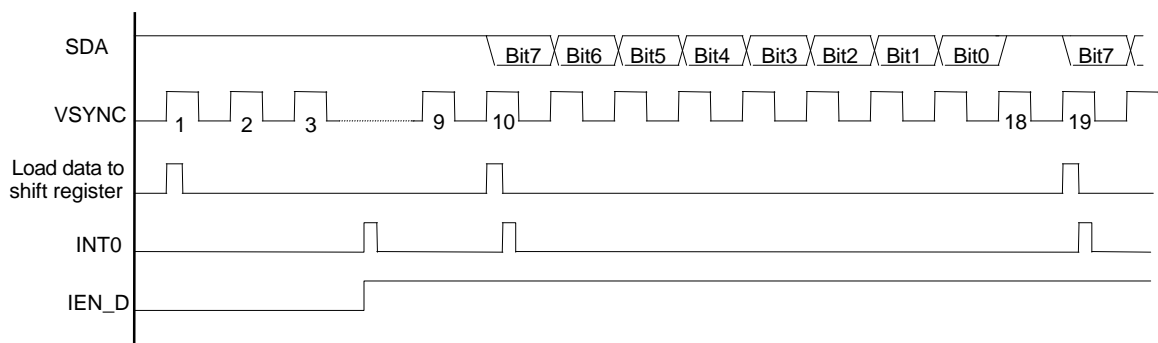 SDA
Bit7 Bit6 Bit5 Bit4 Bit3 Bit2 Bit1 Bit0 Bit7
VSYNC
1 2 3 9 10 18 19
Load data to
shift register
INT0
IEN_D